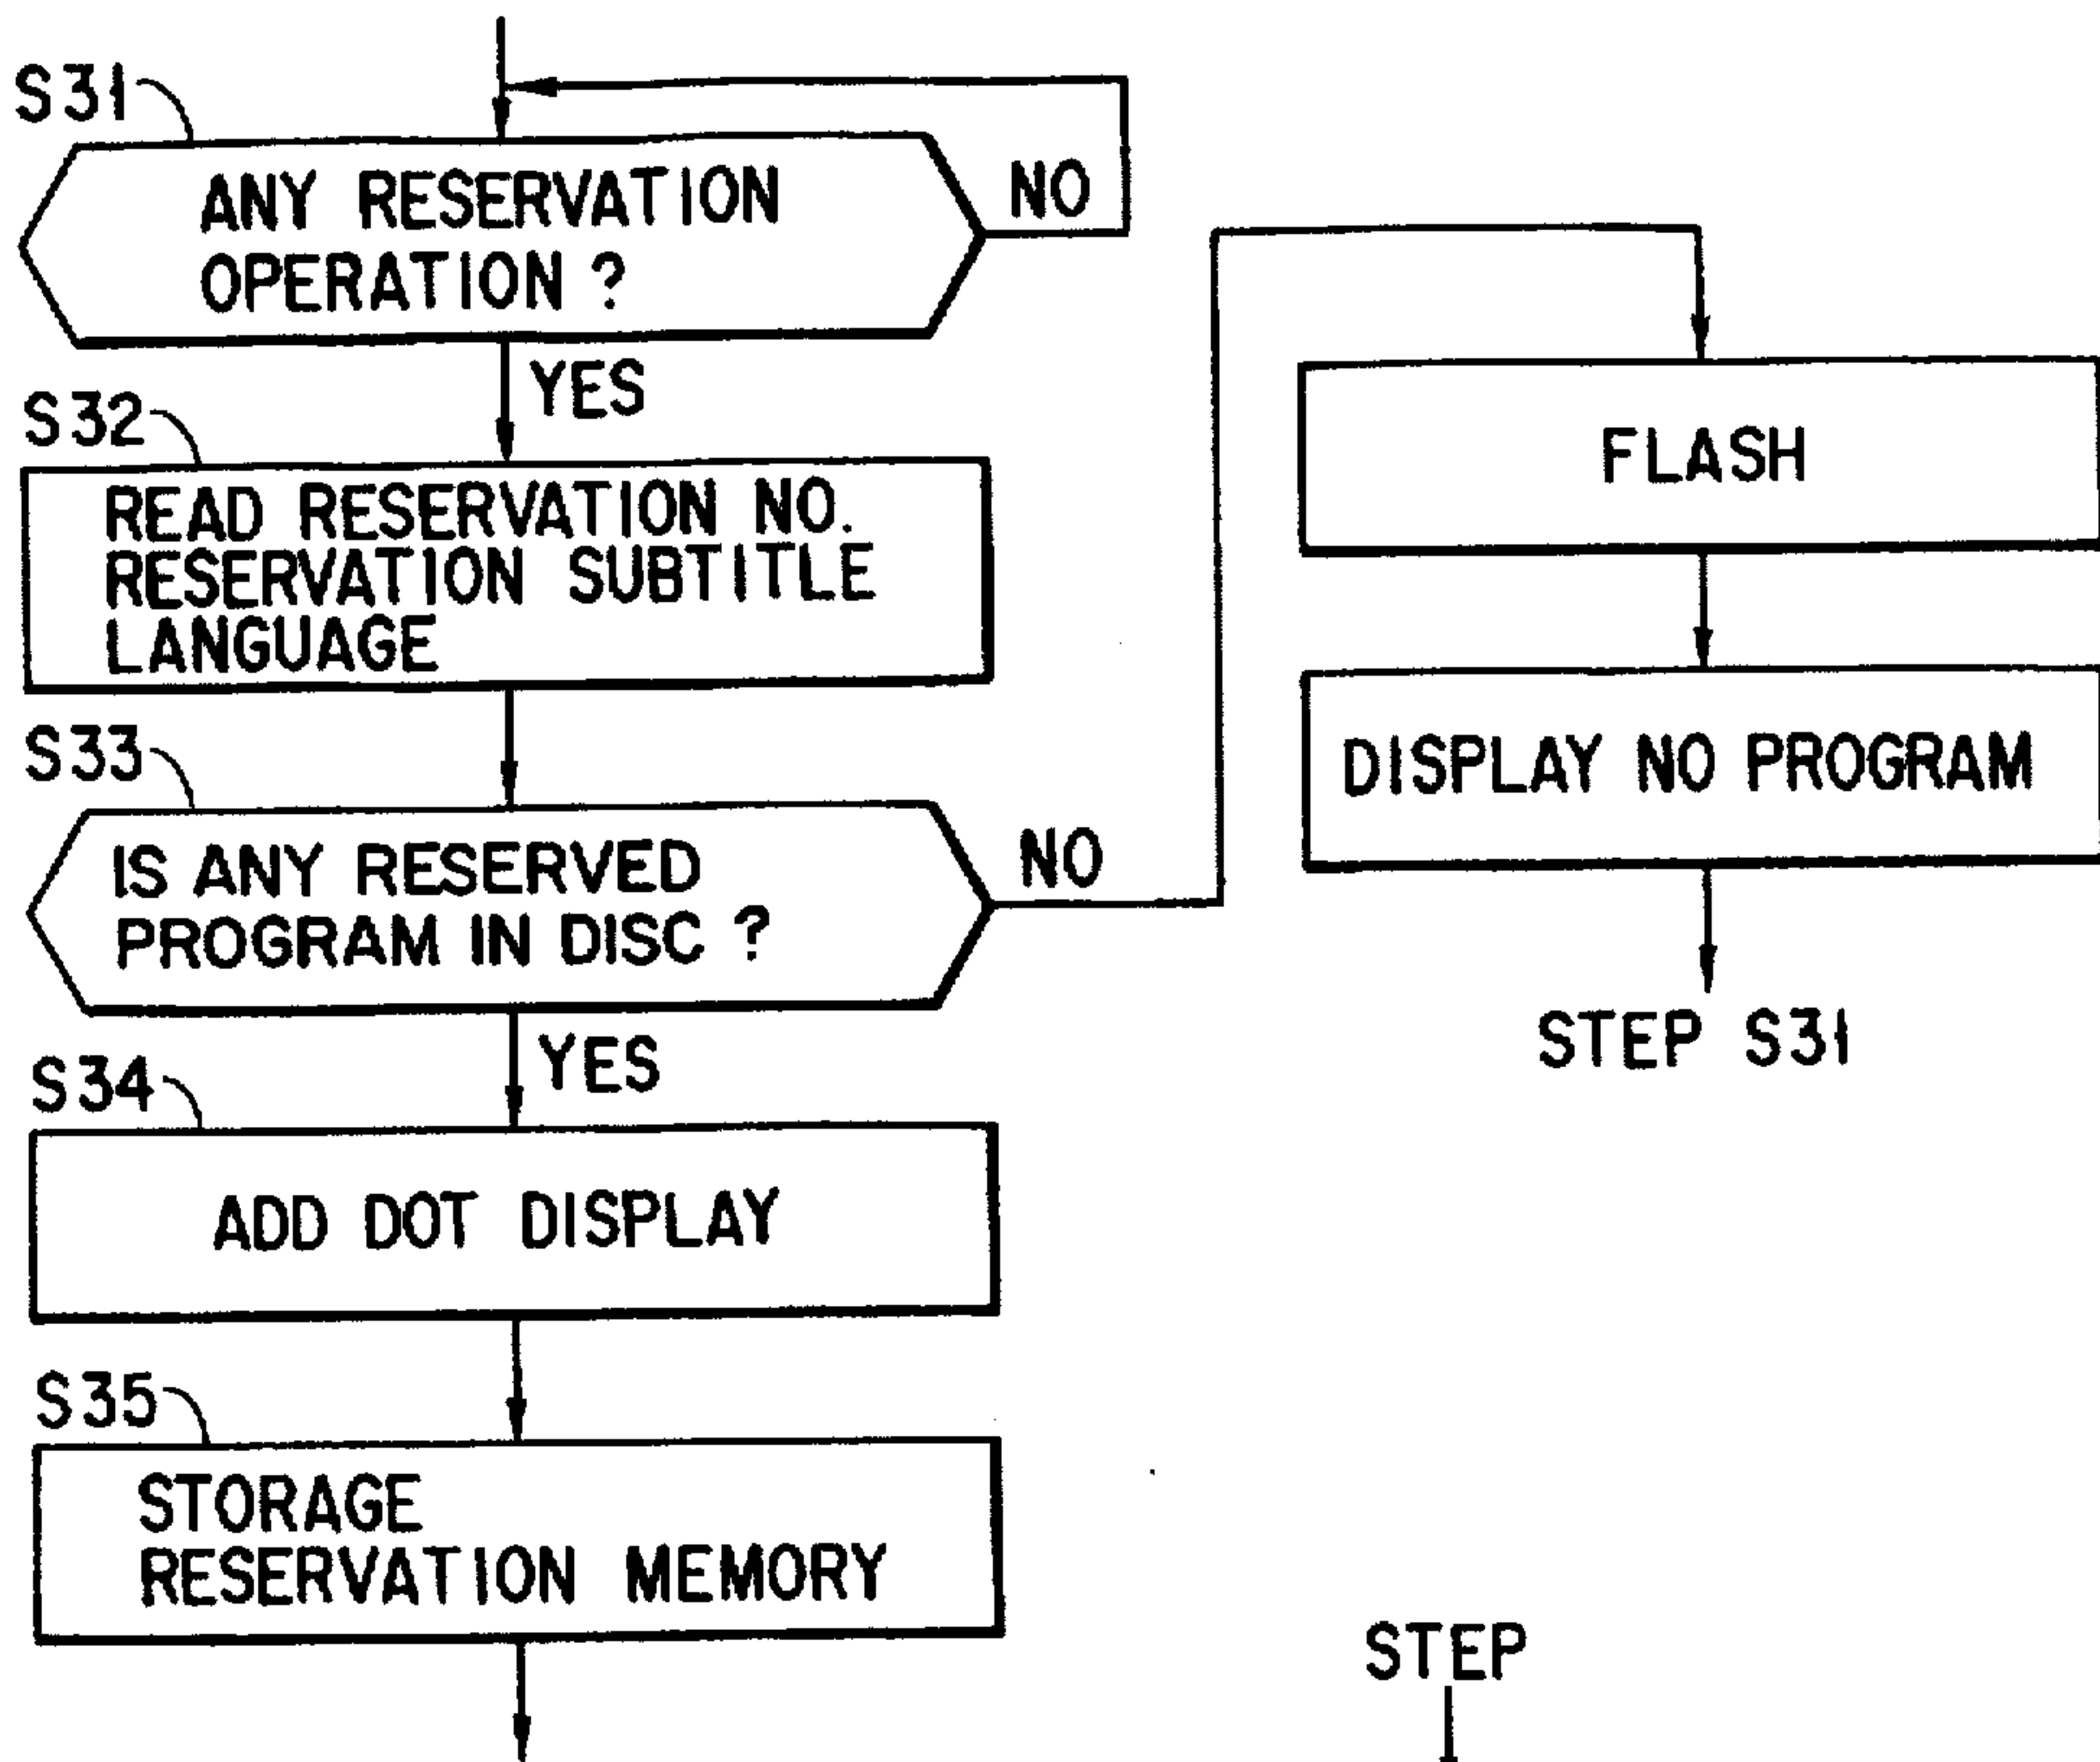 S31
ANY RESERVATION
OPERATION ?
NO
YES
S32
READ RESERVATION NO.
RESERVATION SUBTITLE
LANGUAGE
S33
IS ANY RESERVED
PROGRAM IN DISC ?
NO
YES
S34
ADD DOT DISPLAY
S35
STORAGE
RESERVATION MEMORY
FLASH
DISPLAY NO PROGRAM
STEP S31
STEP